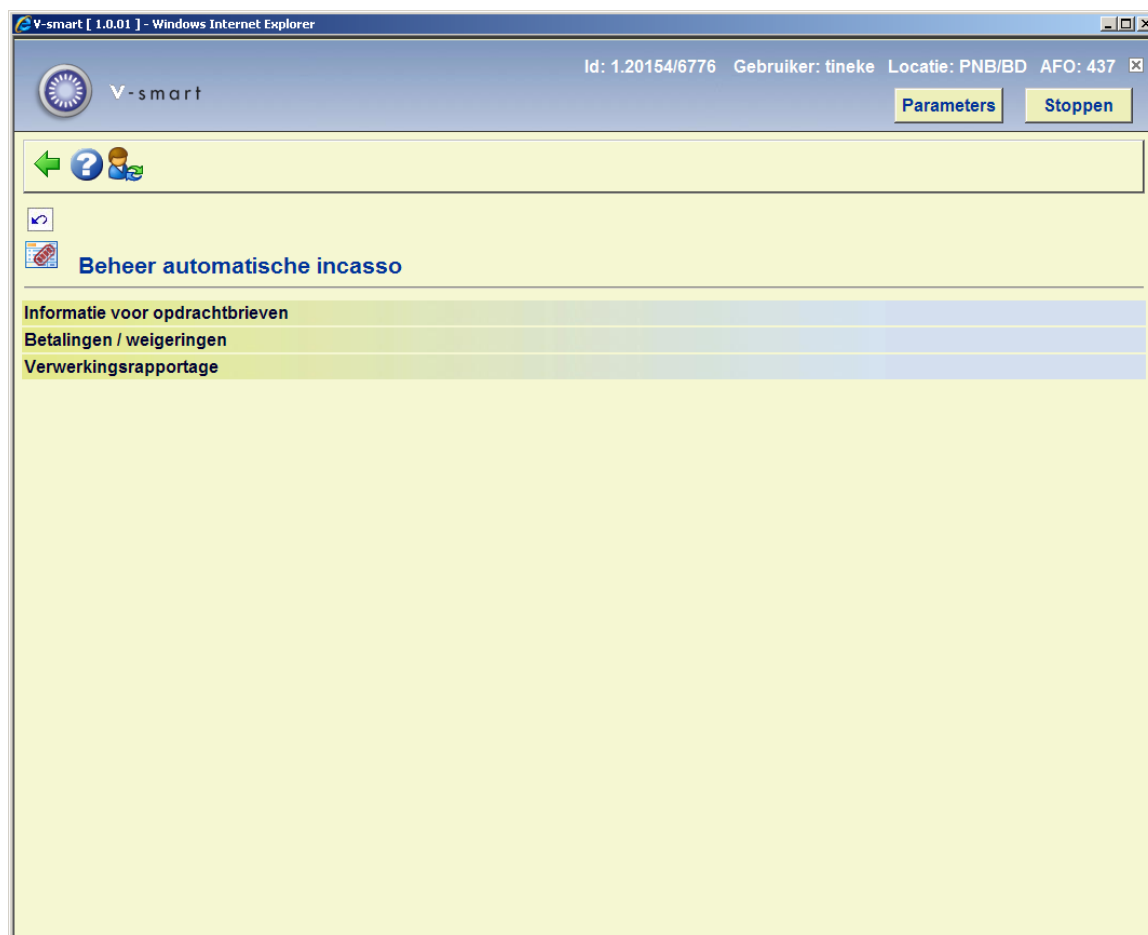 V-smart [ 1.0.01 ] - Windows Internet Explorer
Id: 1.20154/6776 Gebruiker: tineke Locatie: PNB/BD AFO: 437
V-smart
Parameters Stoppen
Beheer automatische incasso
Informatie voor opdrachtbrieven
Betalingen / weigeringen
Verwerkingsrapportage